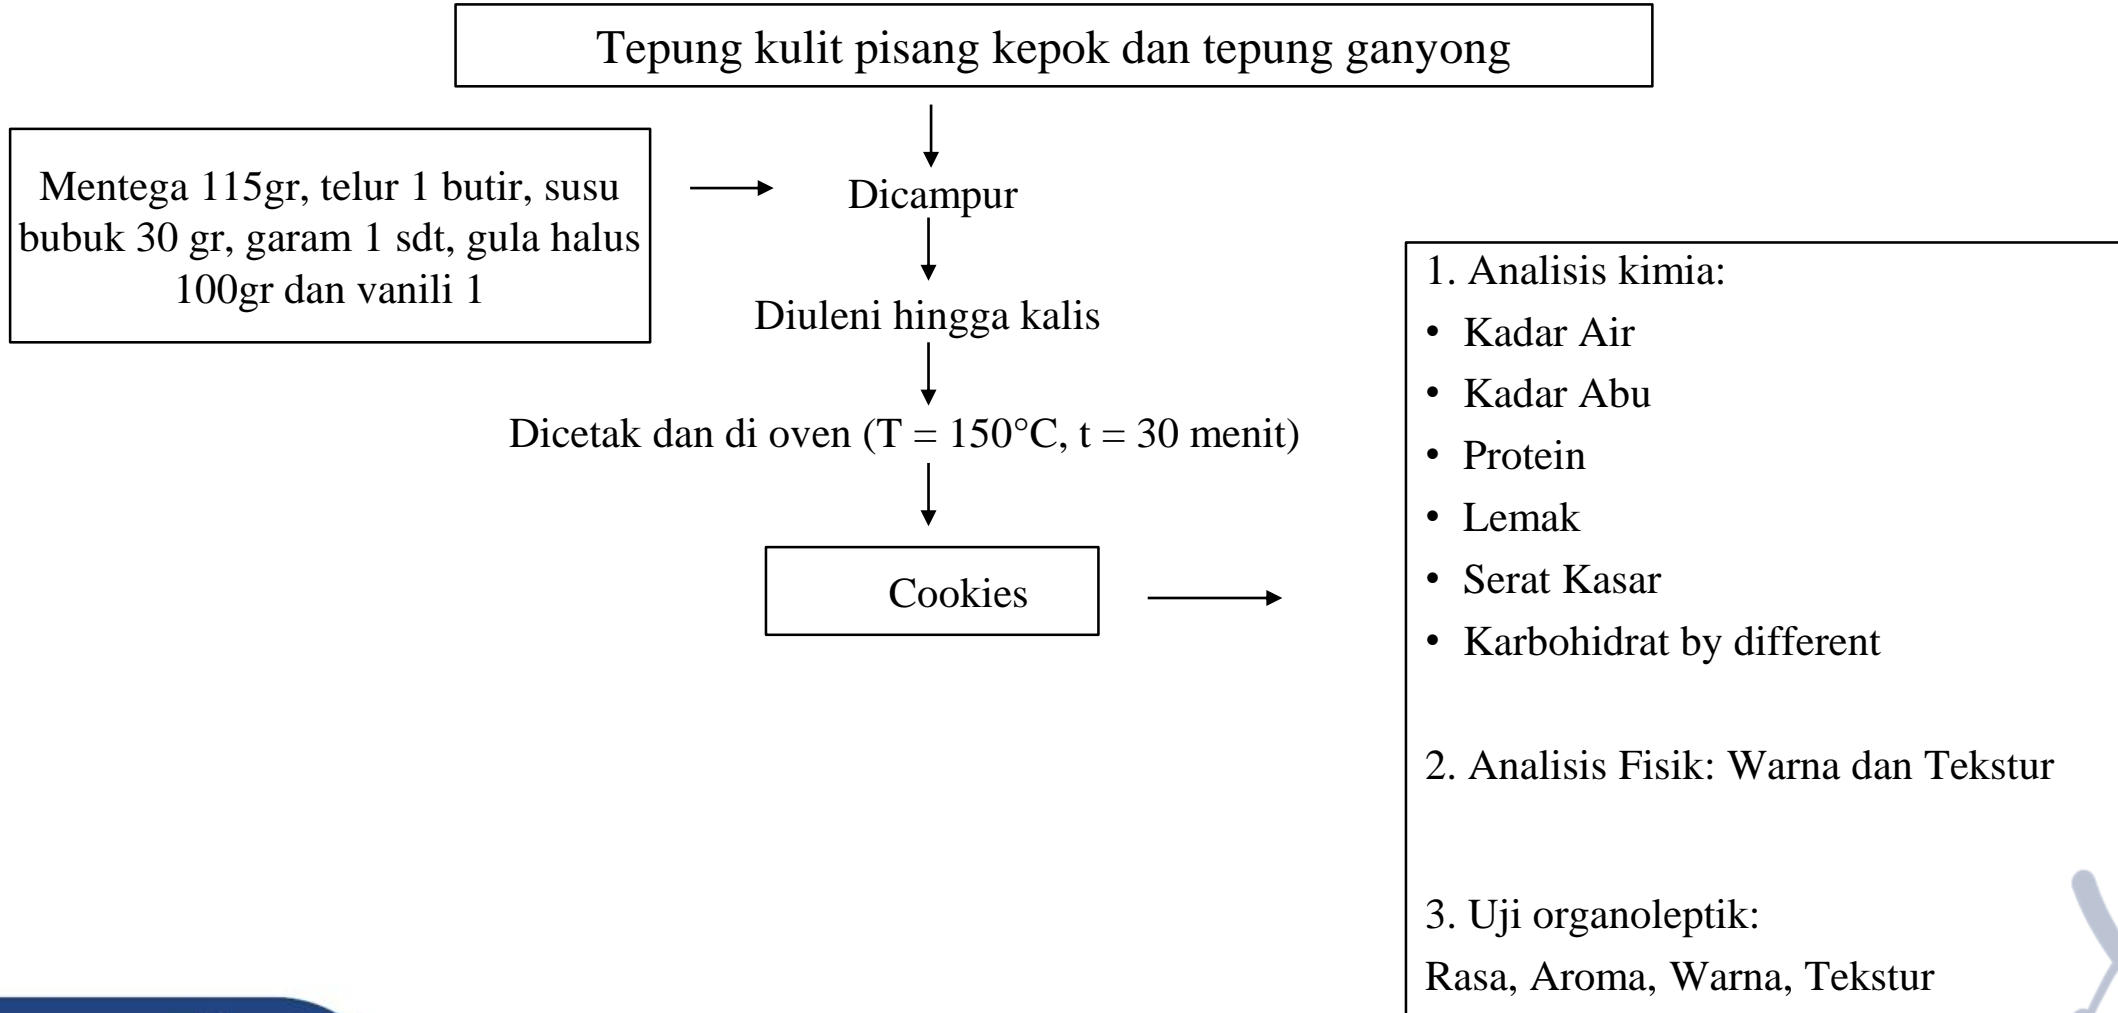 Tepung kulit pisang kepok dan tepung ganyong
Mentega 115gr, telur 1 butir, susu
bubuk 30 gr, garam 1 sdt, gula halus
100gr dan vanili 1
Dicampur
Diuleni hingga kalis
Dicetak dan di oven (T = 150°C, t = 30 menit)
Cookies
1. Analisis kimia:
• Kadar Air
• Kadar Abu
• Protein
• Lemak
• Serat Kasar
• Karbohidrat by different
2. Analisis Fisik: Warna dan Tekstur
3. Uji organoleptik:
Rasa, Aroma, Warna, Tekstur